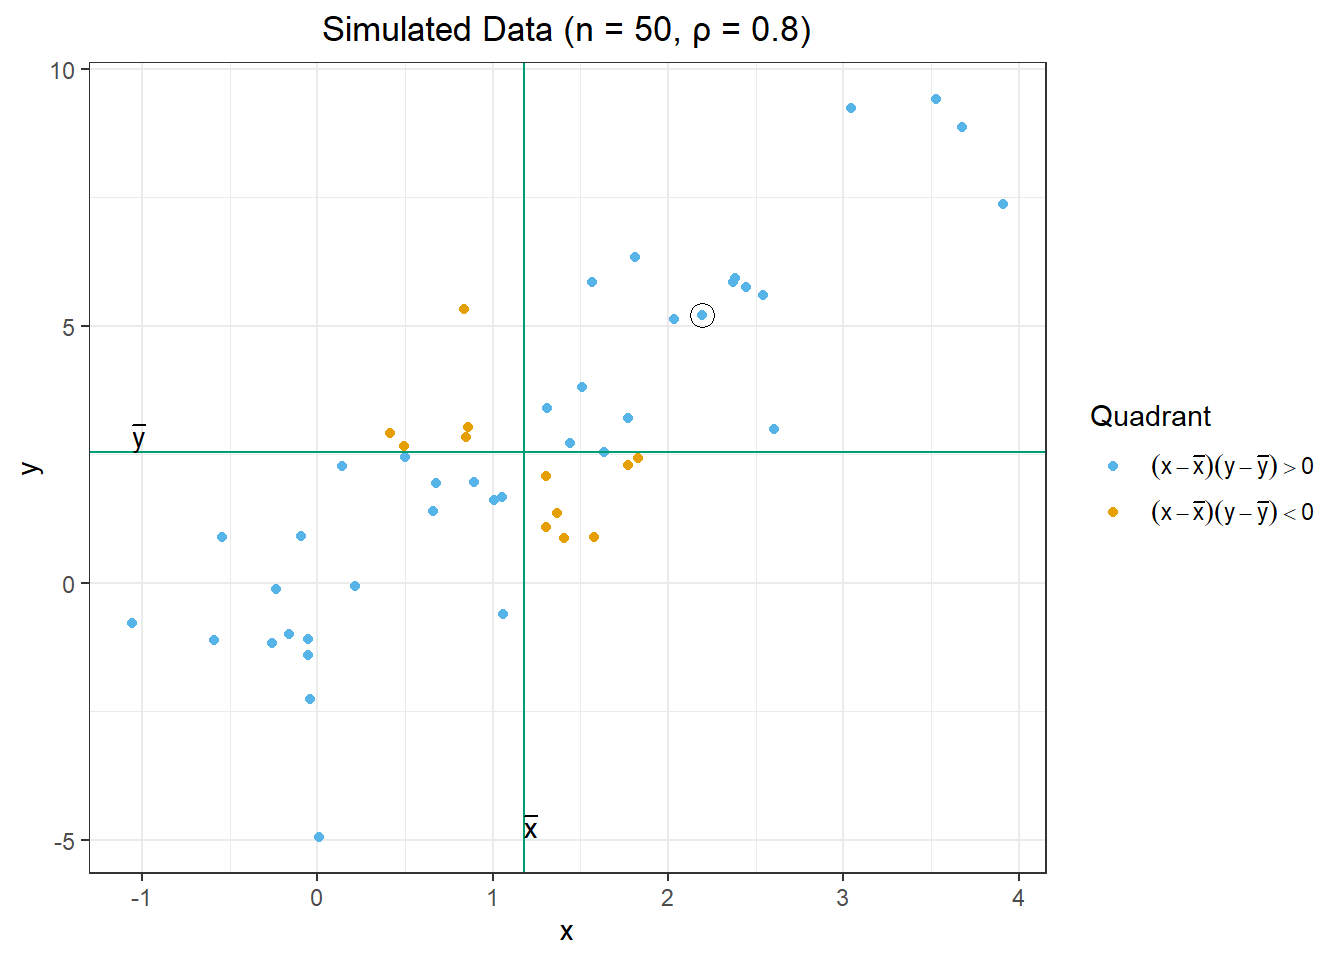 Simulated Data (n = 50, ρ = 0.8)
10
5
0
-5
y
y̅
x̅
-1 0 1 2 3 4
x
Quadrant
(x − x̅)(y − y̅) > 0
(x − x̅)(y − y̅) < 0